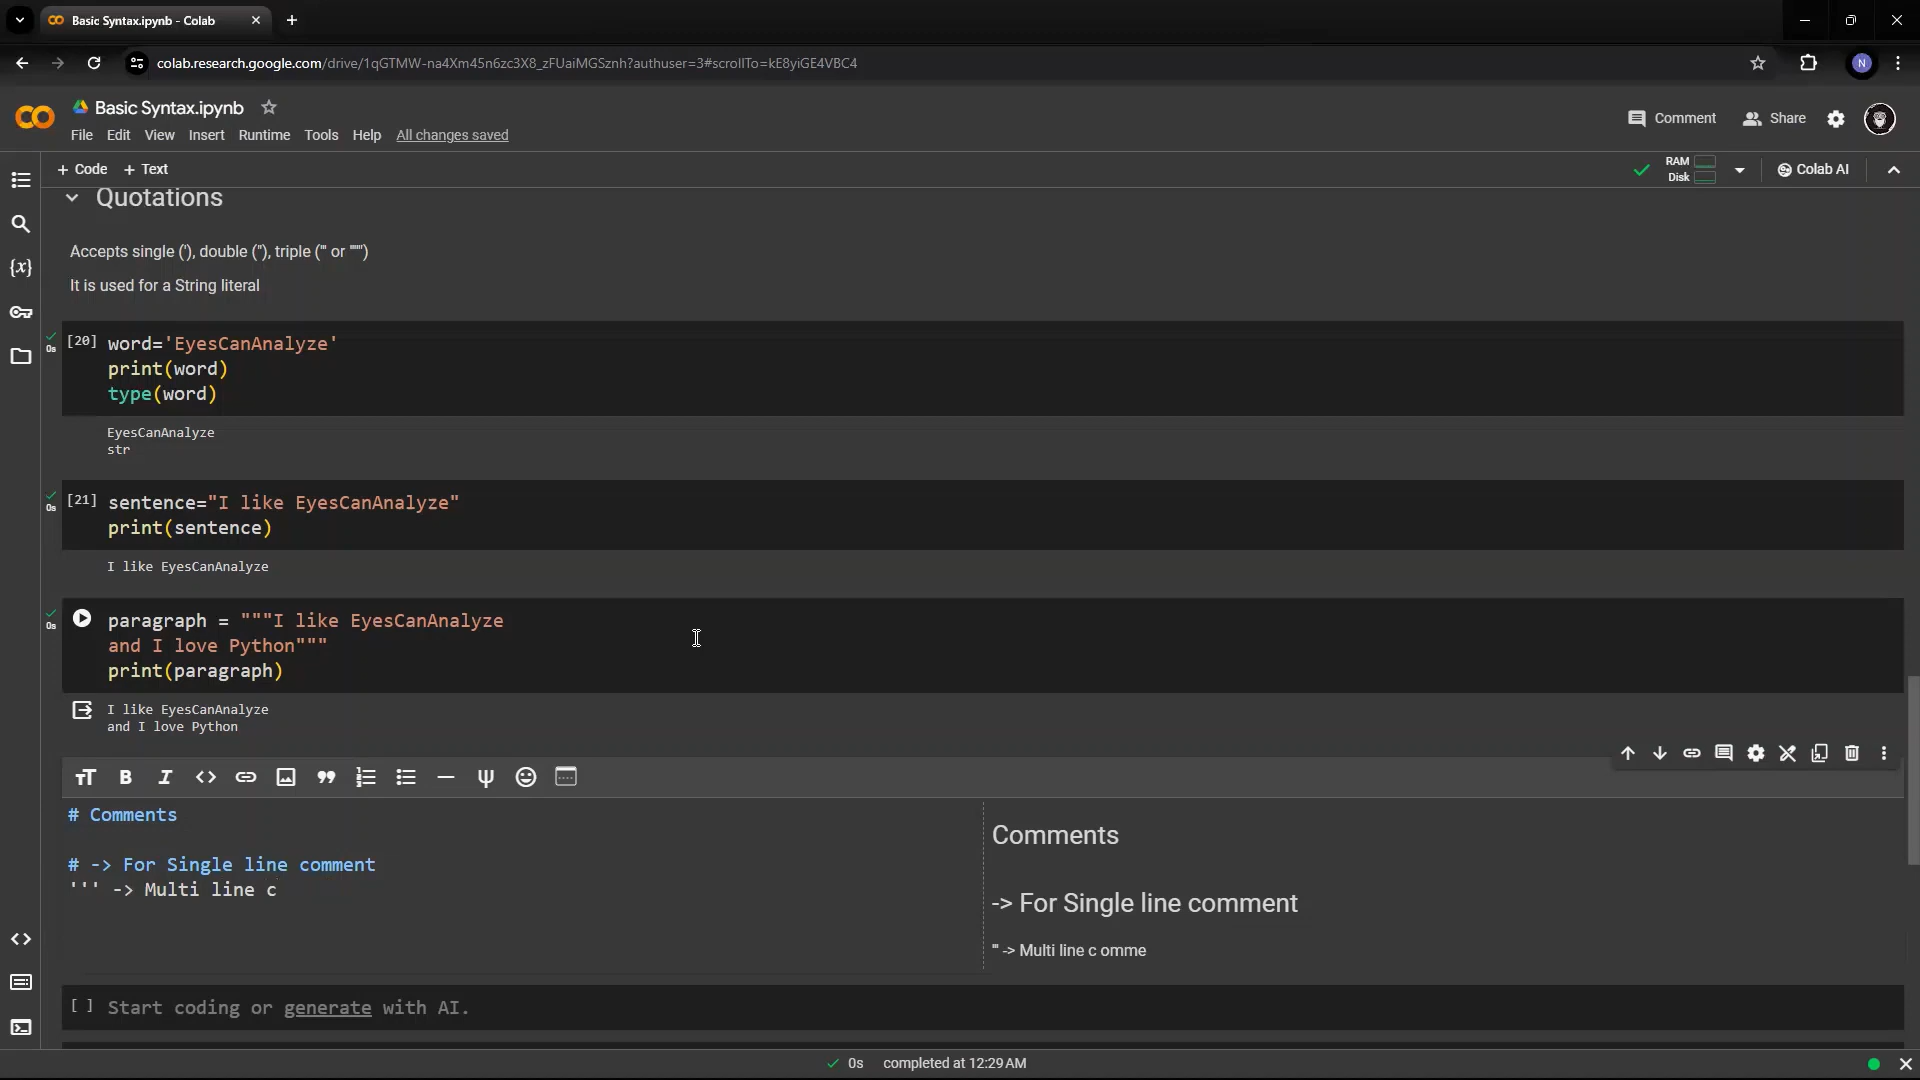 Basic Syntax.ipynb - Colab
colab.research.google.com/drive/1qGTMW-na4Xm45n6zc3X8_zFUaiMGSznh?authuser=3#scrollTo=kE8yiGE4VBC4
N
Basic Syntax.ipynb
File Edit View Insert Runtime Tools Help All changes saved
Comment Share
+ Code + Text
RAM
Disk
Colab AI
Quotations
Accepts single ('), double ("), triple (''' or """)
It is used for a String literal
0s
[20] word='EyesCanAnalyze'
print(word)
type(word)
EyesCanAnalyze
str
0s
[21] sentence="I like EyesCanAnalyze"
print(sentence)
I like EyesCanAnalyze
0s
paragraph = """I like EyesCanAnalyze
and I love Python"""
print(paragraph)
I like EyesCanAnalyze
and I love Python
# Comments
# -> For Single line comment
''' -> Multi line c
Comments
-> For Single line comment
''' -> Multi line c omme
[ ] Start coding or generate with AI.
0s completed at 12:29 AM